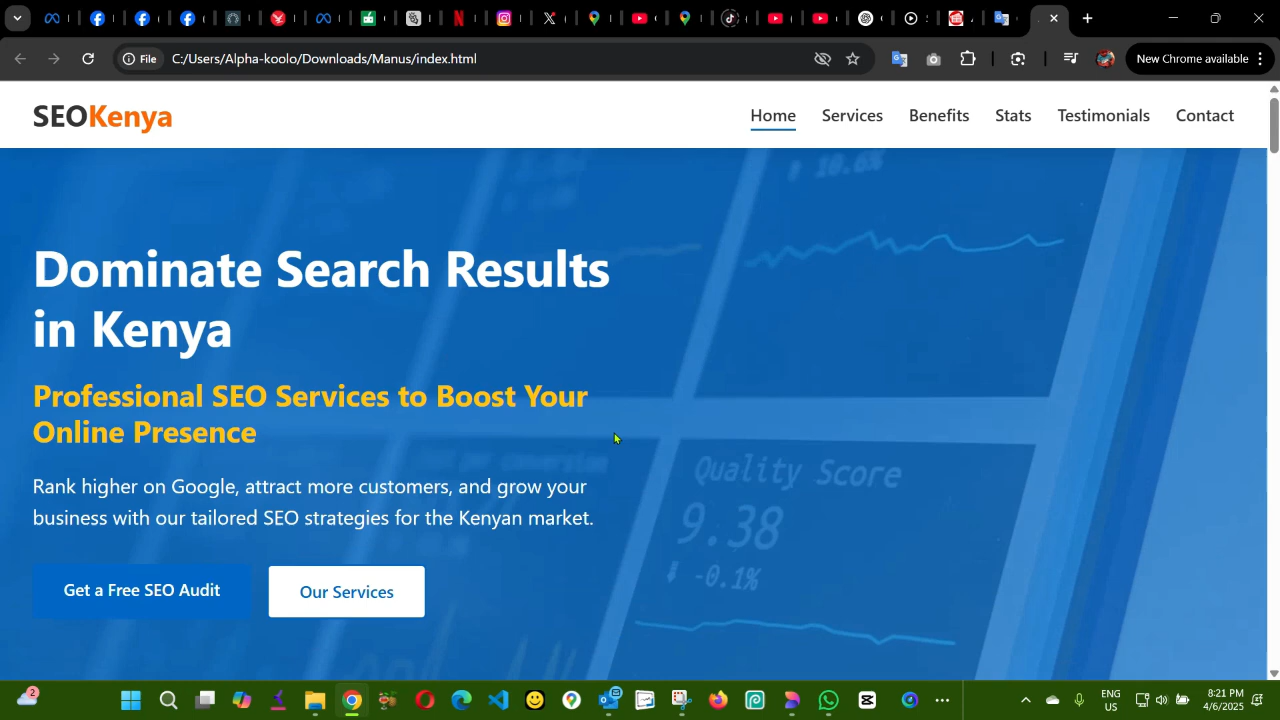 File
C:/Users/Alpha-koolo/Downloads/Manus/index.html
New Chrome available
SEOKenya
Home
Services
Benefits
Stats
Testimonials
Contact
10.6%
Dominate Search Results
in Kenya
Professional SEO Services to Boost Your
Online Presence
Quality Score
9.38
-0.1%
Rank higher on Google, attract more customers, and grow your
business with our tailored SEO strategies for the Kenyan market.
Get a Free SEO Audit
Our Services
2
ENG
US
8:21 PM
4/6/2025